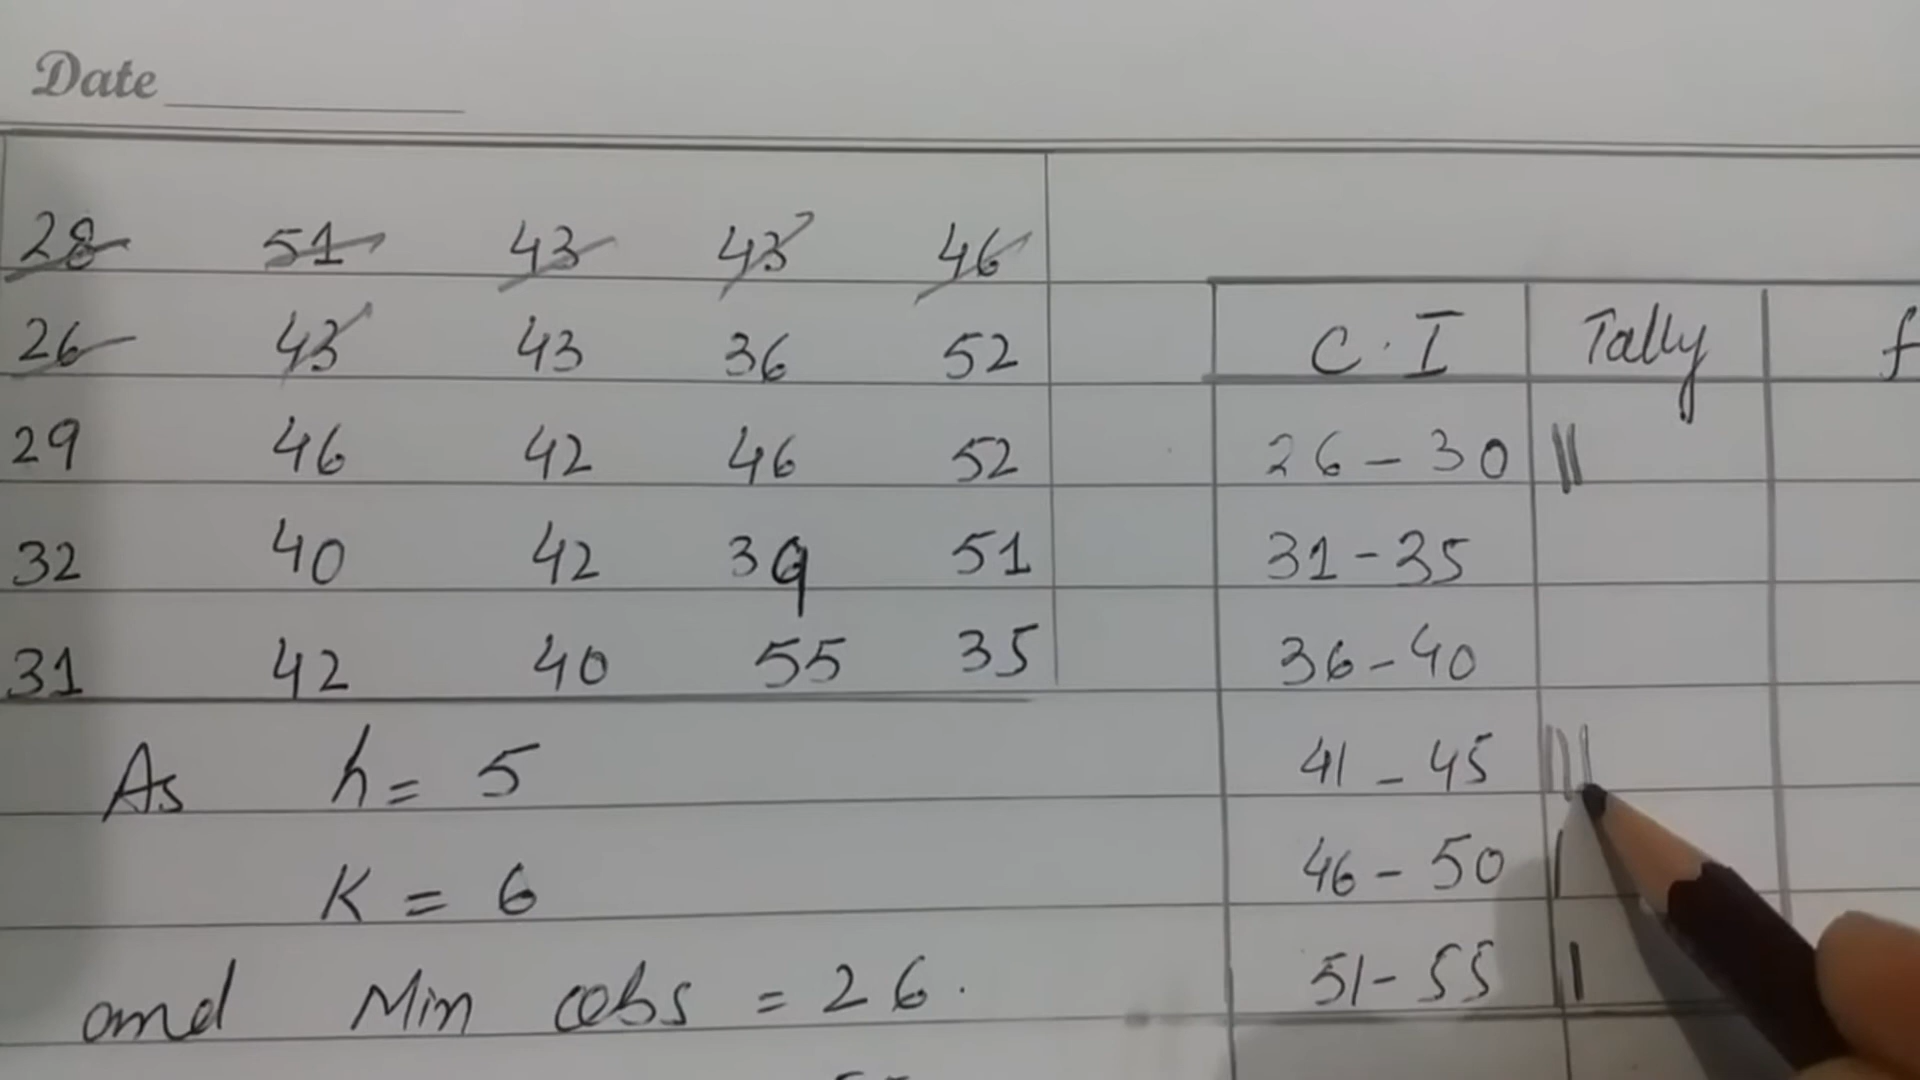 Date
28 51 43 43 46
26 43 43 36 52
29 46 42 46 52
32 40 42 39 51
31 42 40 55 35
As h = 5
K = 6
and Min obs = 26.
C.I Tally f
26 - 30 ||
31 - 35
36 - 40
41 - 45 |||
46 - 50 |
51 - 55 |